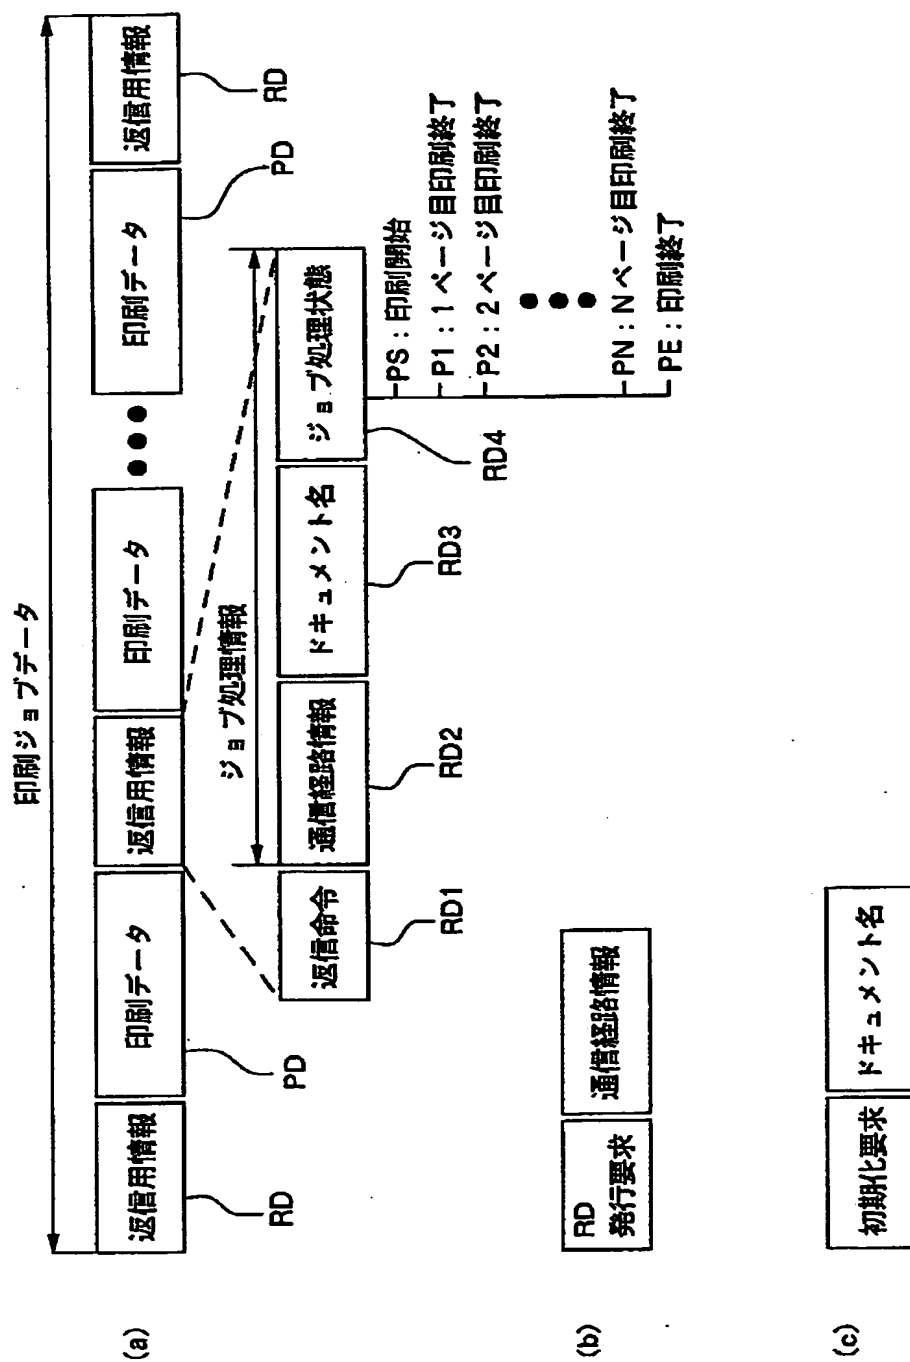 (a)
印刷ジョブデータ
返信用情報
印刷データ
返信用情報
印刷データ
印刷データ
返信用情報
RD
PD
PD
RD
ジョブ処理情報
返信命令
通信経路情報
ドキュメント名
ジョブ処理状態
RD1
RD2
RD3
RD4
PS：印刷開始
P1：1ページ目印刷終了
P2：2ページ目印刷終了
PN：Nページ目印刷終了
PE：印刷終了
(b)
RD
発行要求
通信経路情報
(c)
初期化要求
ドキュメント名